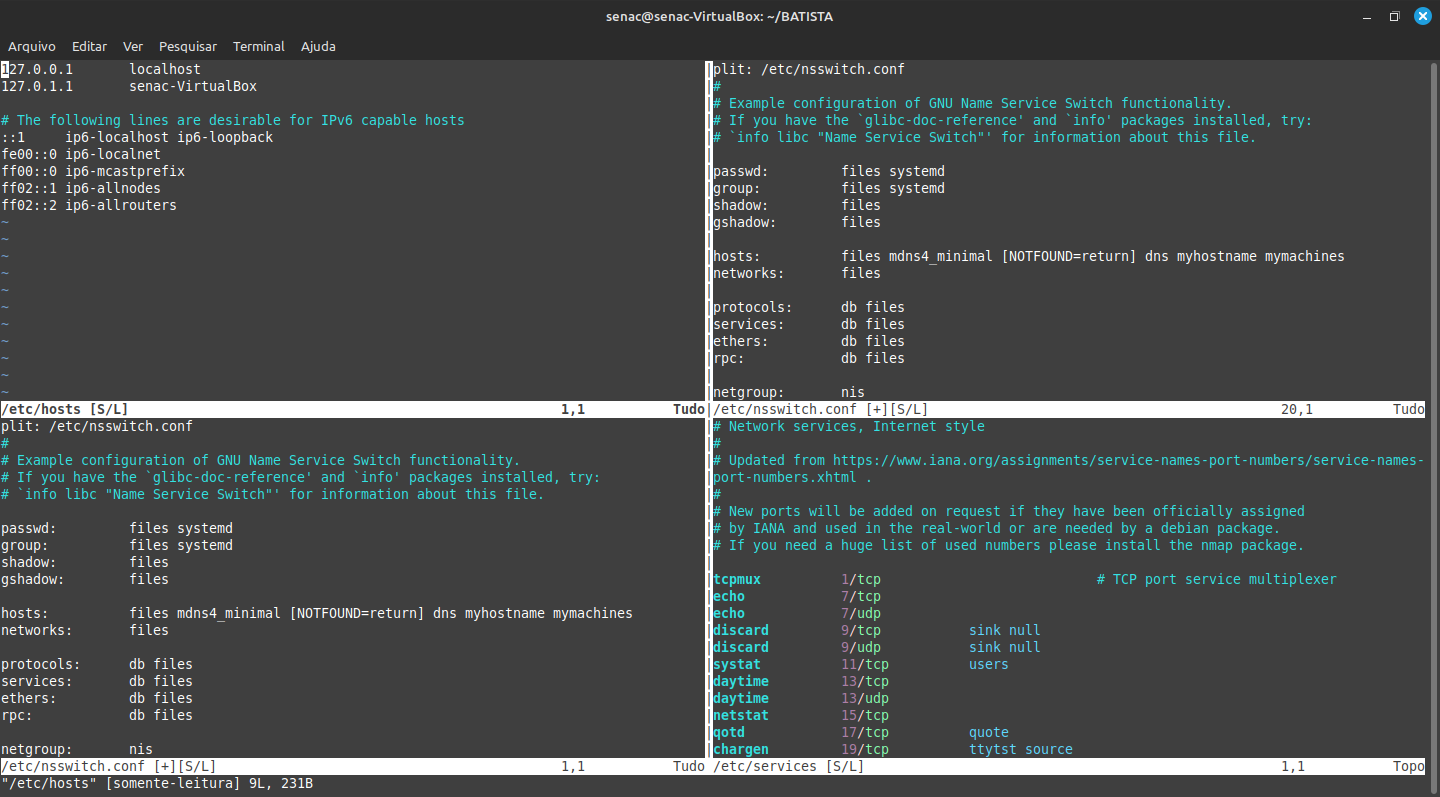 senac@senac-VirtualBox: ~/BATISTA
Arquivo Editar Ver Pesquisar Terminal Ajuda
127.0.0.1       localhost
127.0.1.1       senac-VirtualBox
# The following lines are desirable for IPv6 capable hosts
::1     ip6-localhost ip6-loopback
fe00::0 ip6-localnet
ff00::0 ip6-mcastprefix
ff02::1 ip6-allnodes
ff02::2 ip6-allrouters
~
~
~
~
~
~
~
~
~
~
~
/etc/hosts [S/L] 1,1 Tudo
plit: /etc/nsswitch.conf
#
# Example configuration of GNU Name Service Switch functionality.
# If you have the `glibc-doc-reference' and `info' packages installed, try:
# `info libc "Name Service Switch"' for information about this file.
passwd:         files systemd
group:          files systemd
shadow:         files
gshadow:        files
hosts:          files mdns4_minimal [NOTFOUND=return] dns myhostname mymachines
networks:       files
protocols:      db files
services:       db files
ethers:         db files
rpc:            db files
netgroup:       nis
/etc/nsswitch.conf [+][S/L] 20,1 Tudo
plit: /etc/nsswitch.conf
#
# Example configuration of GNU Name Service Switch functionality.
# If you have the `glibc-doc-reference' and `info' packages installed, try:
# `info libc "Name Service Switch"' for information about this file.
passwd:         files systemd
group:          files systemd
shadow:         files
gshadow:        files
hosts:          files mdns4_minimal [NOTFOUND=return] dns myhostname mymachines
networks:       files
protocols:      db files
services:       db files
ethers:         db files
rpc:            db files
netgroup:       nis
/etc/nsswitch.conf [+][S/L] 1,1 Tudo
# Network services, Internet style
#
# Updated from https://www.iana.org/assignments/service-names-port-numbers/service-names-
port-numbers.xhtml .
#
# New ports will be added on request if they have been officially assigned
# by IANA and used in the real-world or are needed by a debian package.
# If you need a huge list of used numbers please install the nmap package.
tcpmux          1/tcp                           # TCP port service multiplexer
echo            7/tcp
echo            7/udp
discard         9/tcp           sink null
discard         9/udp           sink null
systat          11/tcp          users
daytime         13/tcp
daytime         13/udp
netstat         15/tcp
qotd            17/tcp          quote
chargen         19/tcp          ttytst source
/etc/services [S/L] 1,1 Topo
"/etc/hosts" [somente-leitura] 9L, 231B